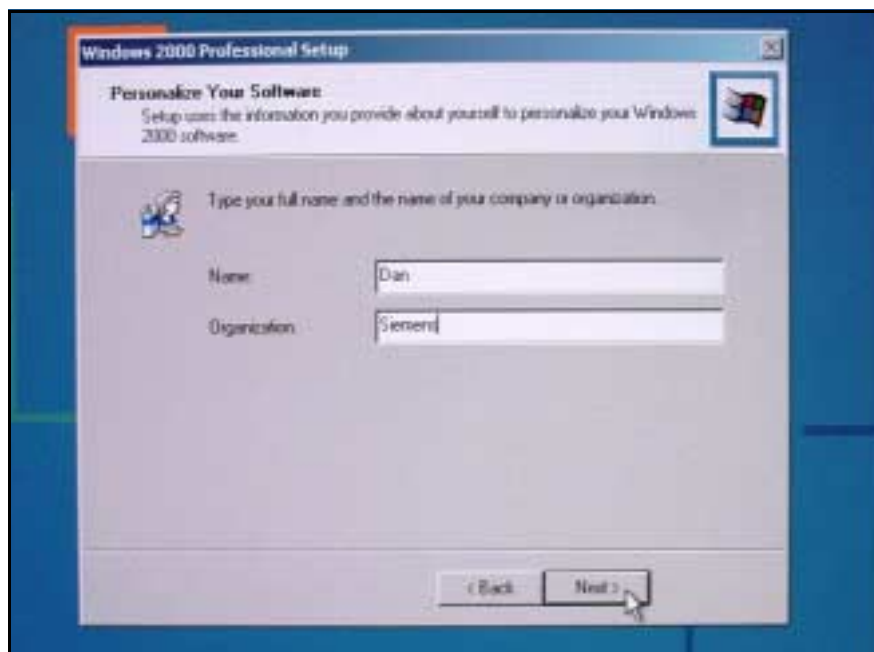 Windows 2000 Professional Setup
Personalize Your Software
Setup uses the information you provide about yourself to personalize your Windows
2000 software.
Type your full name and the name of your company or organization.
Name:
Dan
Organization:
Siemens
< Back
Next >